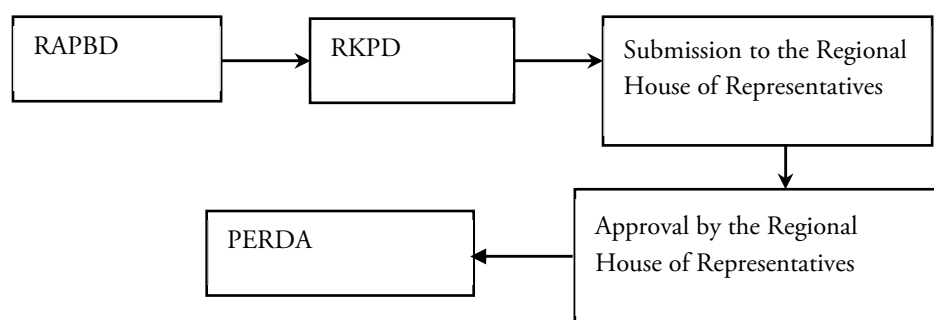 RAPBD
RKPD
Submission to the Regional
House of Representatives
Approval by the Regional
House of Representatives
PERDA